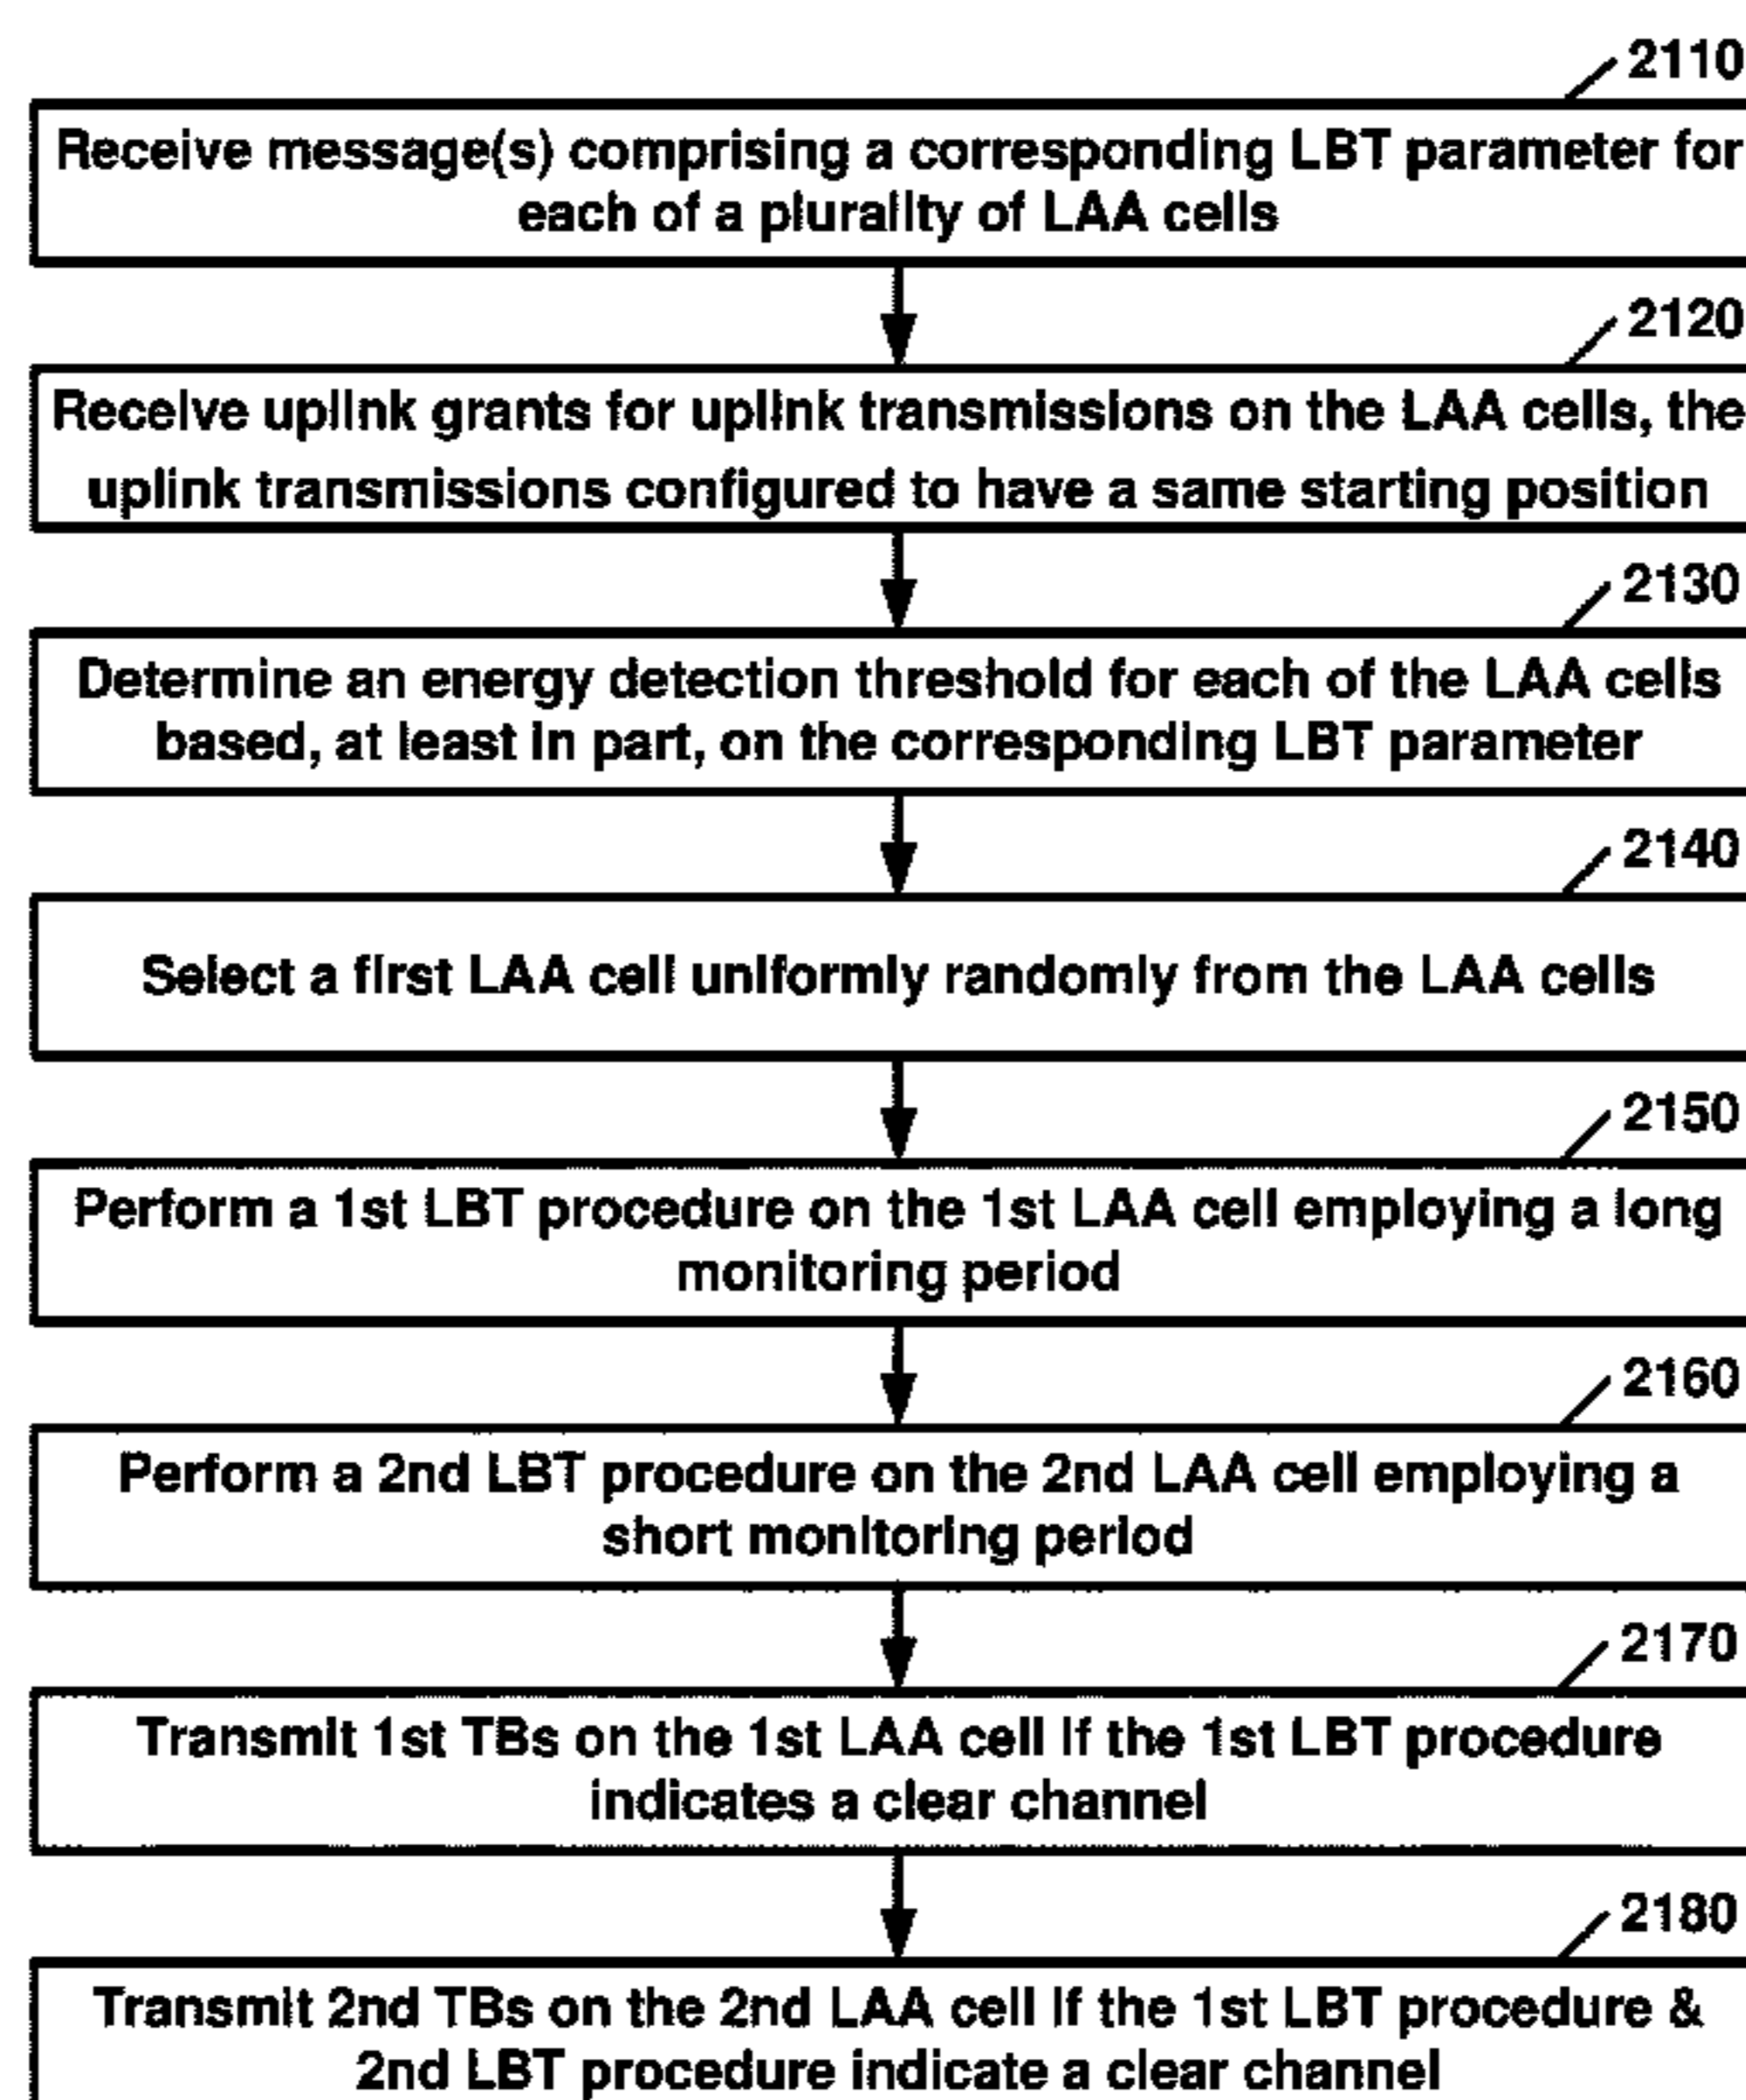 2110
Receive message(s) comprising a corresponding LBT parameter for
each of a plurality of LAA cells
2120
Receive uplink grants for uplink transmissions on the LAA cells, the
uplink transmissions configured to have a same starting position
2130
Determine an energy detection threshold for each of the LAA cells
based, at least in part, on the corresponding LBT parameter
2140
Select a first LAA cell uniformly randomly from the LAA cells
2150
Perform a 1st LBT procedure on the 1st LAA cell employing a long
monitoring period
2160
Perform a 2nd LBT procedure on the 2nd LAA cell employing a
short monitoring period
2170
Transmit 1st TBs on the 1st LAA cell if the 1st LBT procedure
indicates a clear channel
2180
Transmit 2nd TBs on the 2nd LAA cell if the 1st LBT procedure &
2nd LBT procedure indicate a clear channel